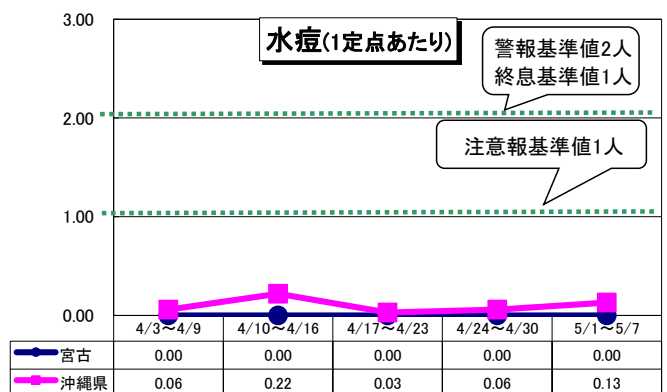 水痘(1定点あたり)
警報基準値2人
終息基準値1人
注意報基準値1人
3.00
2.00
1.00
0.00
4/3～4/9 4/10～4/16 4/17～4/23 4/24～4/30 5/1～5/7
宮古 0.00 0.00 0.00 0.00 0.00
沖縄県 0.06 0.22 0.03 0.06 0.13